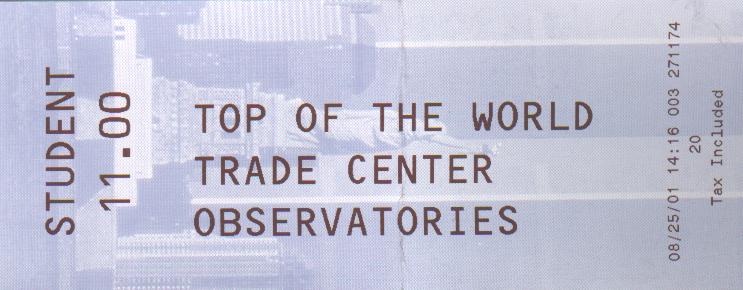 STUDENT
11.00
TOP OF THE WORLD
TRADE CENTER
OBSERVATORIES
08/25/01 14:16 003 271174
20
Tax Included